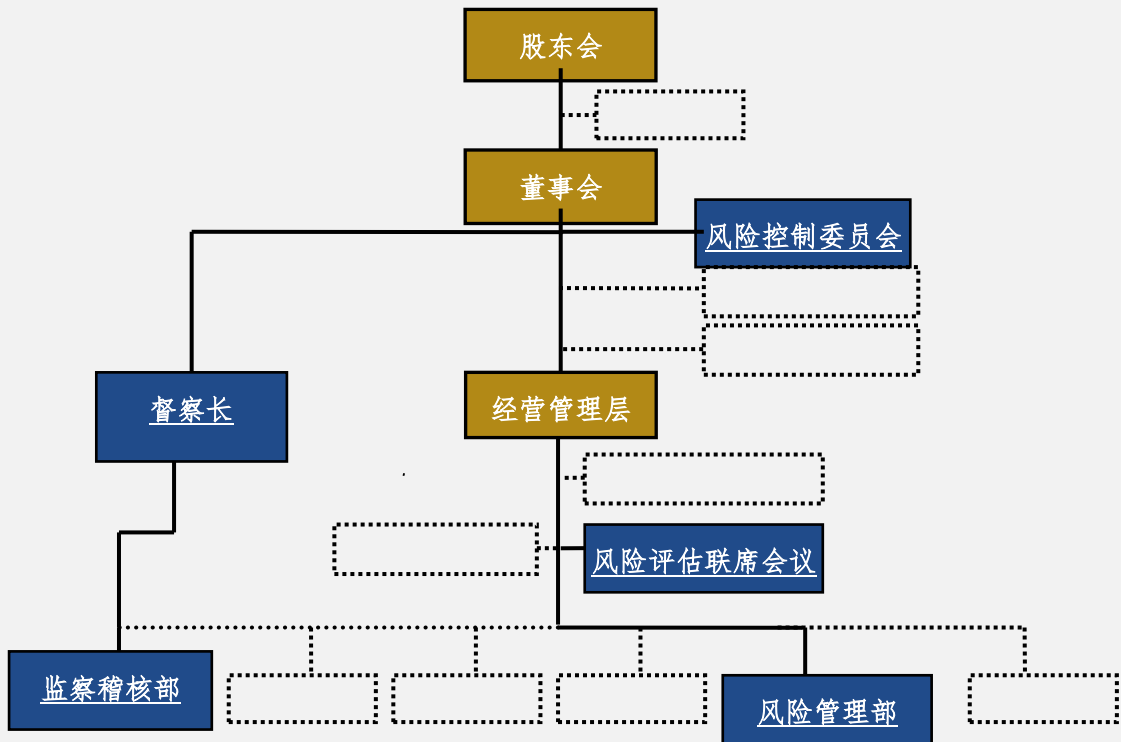 股东会
董事会
风险控制委员会
督察长
经营管理层
风险评估联席会议
监察稽核部
风险管理部